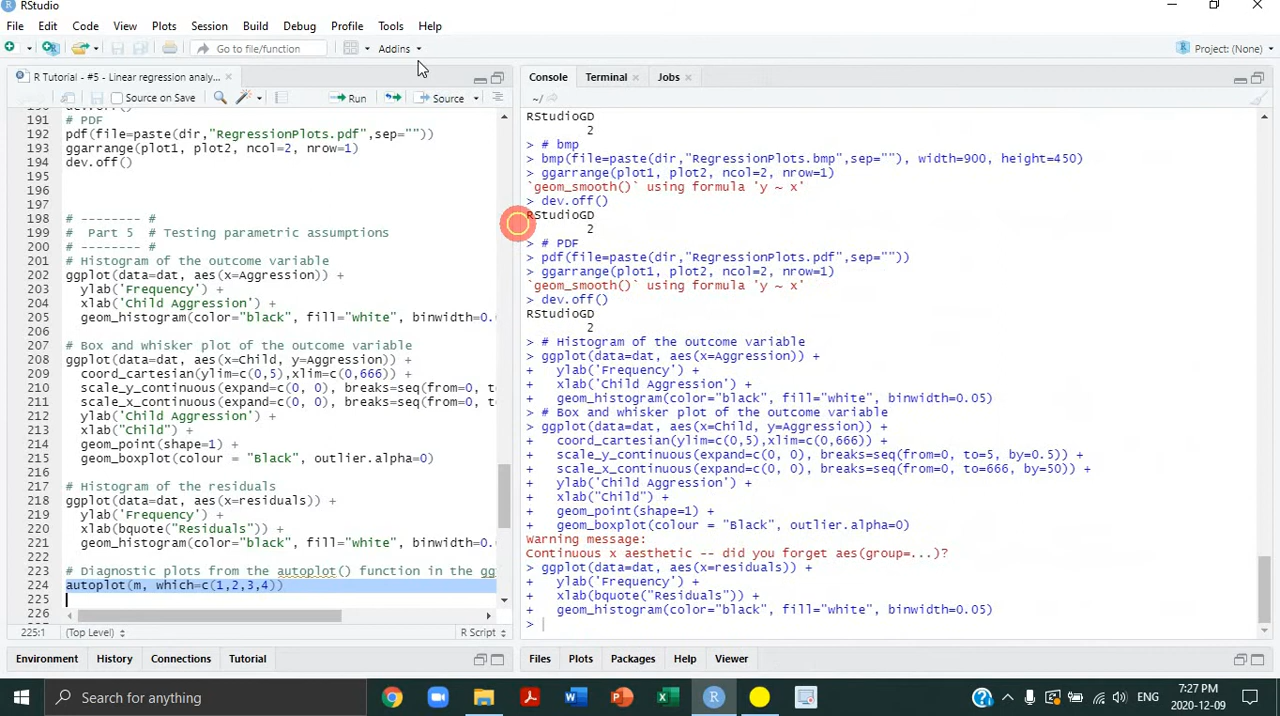 RStudio
File Edit Code View Plots Session Build Debug Profile Tools Help
Go to file/function Addins Project: (None)
R Tutorial - #5 - Linear regression analy...
Source on Save Run Source
191 # PDF
192 pdf(file=paste(dir,"RegressionPlots.pdf",sep=""))
193 ggarrange(plot1, plot2, ncol=2, nrow=1)
194 dev.off()
195
196
197
198 # -------- #
199 # Part 5 # Testing parametric assumptions
200 # -------- #
201 # Histogram of the outcome variable
202 ggplot(data=dat, aes(x=Aggression)) +
203 ylab('Frequency') +
204 xlab('Child Aggression') +
205 geom_histogram(color="black", fill="white", binwidth=0.
206
207 # Box and whisker plot of the outcome variable
208 ggplot(data=dat, aes(x=Child, y=Aggression)) +
209 coord_cartesian(ylim=c(0,5),xlim=c(0,666)) +
210 scale_y_continuous(expand=c(0, 0), breaks=seq(from=0, to=
211 scale_x_continuous(expand=c(0, 0), breaks=seq(from=0, to=
212 ylab('Child Aggression') +
213 xlab("Child") +
214 geom_point(shape=1) +
215 geom_boxplot(colour = "Black", outlier.alpha=0)
216
217 # Histogram of the residuals
218 ggplot(data=dat, aes(x=residuals)) +
219 ylab('Frequency') +
220 xlab(bquote("Residuals")) +
221 geom_histogram(color="black", fill="white", binwidth=0.
222
223 # Diagnostic plots from the autoplot() function in the gg
224 autoplot(m, which=c(1,2,3,4))
225
226
225:1 (Top Level) R Script
Environment History Connections Tutorial
Console Terminal Jobs
~/
RStudioGD
2
> # bmp
> bmp(file=paste(dir,"RegressionPlots.bmp",sep=""), width=900, height=450)
> ggarrange(plot1, plot2, ncol=2, nrow=1)
`geom_smooth()` using formula 'y ~ x'
> dev.off()
RStudioGD
2
> # PDF
> pdf(file=paste(dir,"RegressionPlots.pdf",sep=""))
> ggarrange(plot1, plot2, ncol=2, nrow=1)
`geom_smooth()` using formula 'y ~ x'
> dev.off()
RStudioGD
2
> # Histogram of the outcome variable
> ggplot(data=dat, aes(x=Aggression)) +
+ ylab('Frequency') +
+ xlab('Child Aggression') +
+ geom_histogram(color="black", fill="white", binwidth=0.05)
> # Box and whisker plot of the outcome variable
> ggplot(data=dat, aes(x=Child, y=Aggression)) +
+ coord_cartesian(ylim=c(0,5),xlim=c(0,666)) +
+ scale_y_continuous(expand=c(0, 0), breaks=seq(from=0, to=5, by=0.5)) +
+ scale_x_continuous(expand=c(0, 0), breaks=seq(from=0, to=666, by=50)) +
+ ylab('Child Aggression') +
+ xlab("Child") +
+ geom_point(shape=1) +
+ geom_boxplot(colour = "Black", outlier.alpha=0)
Warning message:
Continuous x aesthetic -- did you forget aes(group=...)?
> ggplot(data=dat, aes(x=residuals)) +
+ ylab('Frequency') +
+ xlab(bquote("Residuals")) +
+ geom_histogram(color="black", fill="white", binwidth=0.05)
>
Files Plots Packages Help Viewer
Search for anything
ENG
7:27 PM
2020-12-09